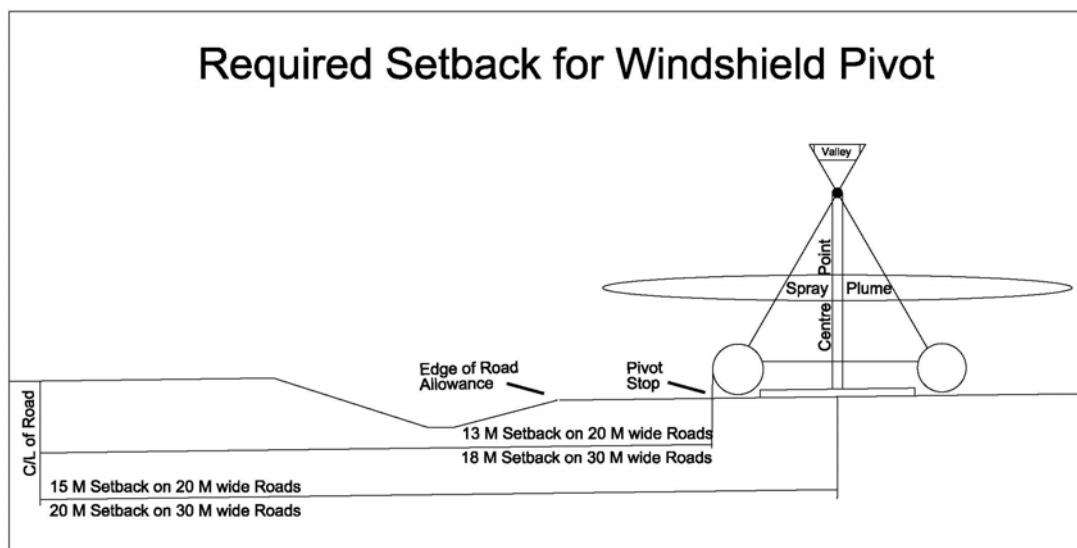 Required Setback for Windshield Pivot
Valley
Centre Point
Spray Plume
Edge of Road
Allowance
Pivot
Stop
C/L of Road
13 M Setback on 20 M wide Roads
18 M Setback on 30 M wide Roads
15 M Setback on 20 M wide Roads
20 M Setback on 30 M wide Roads